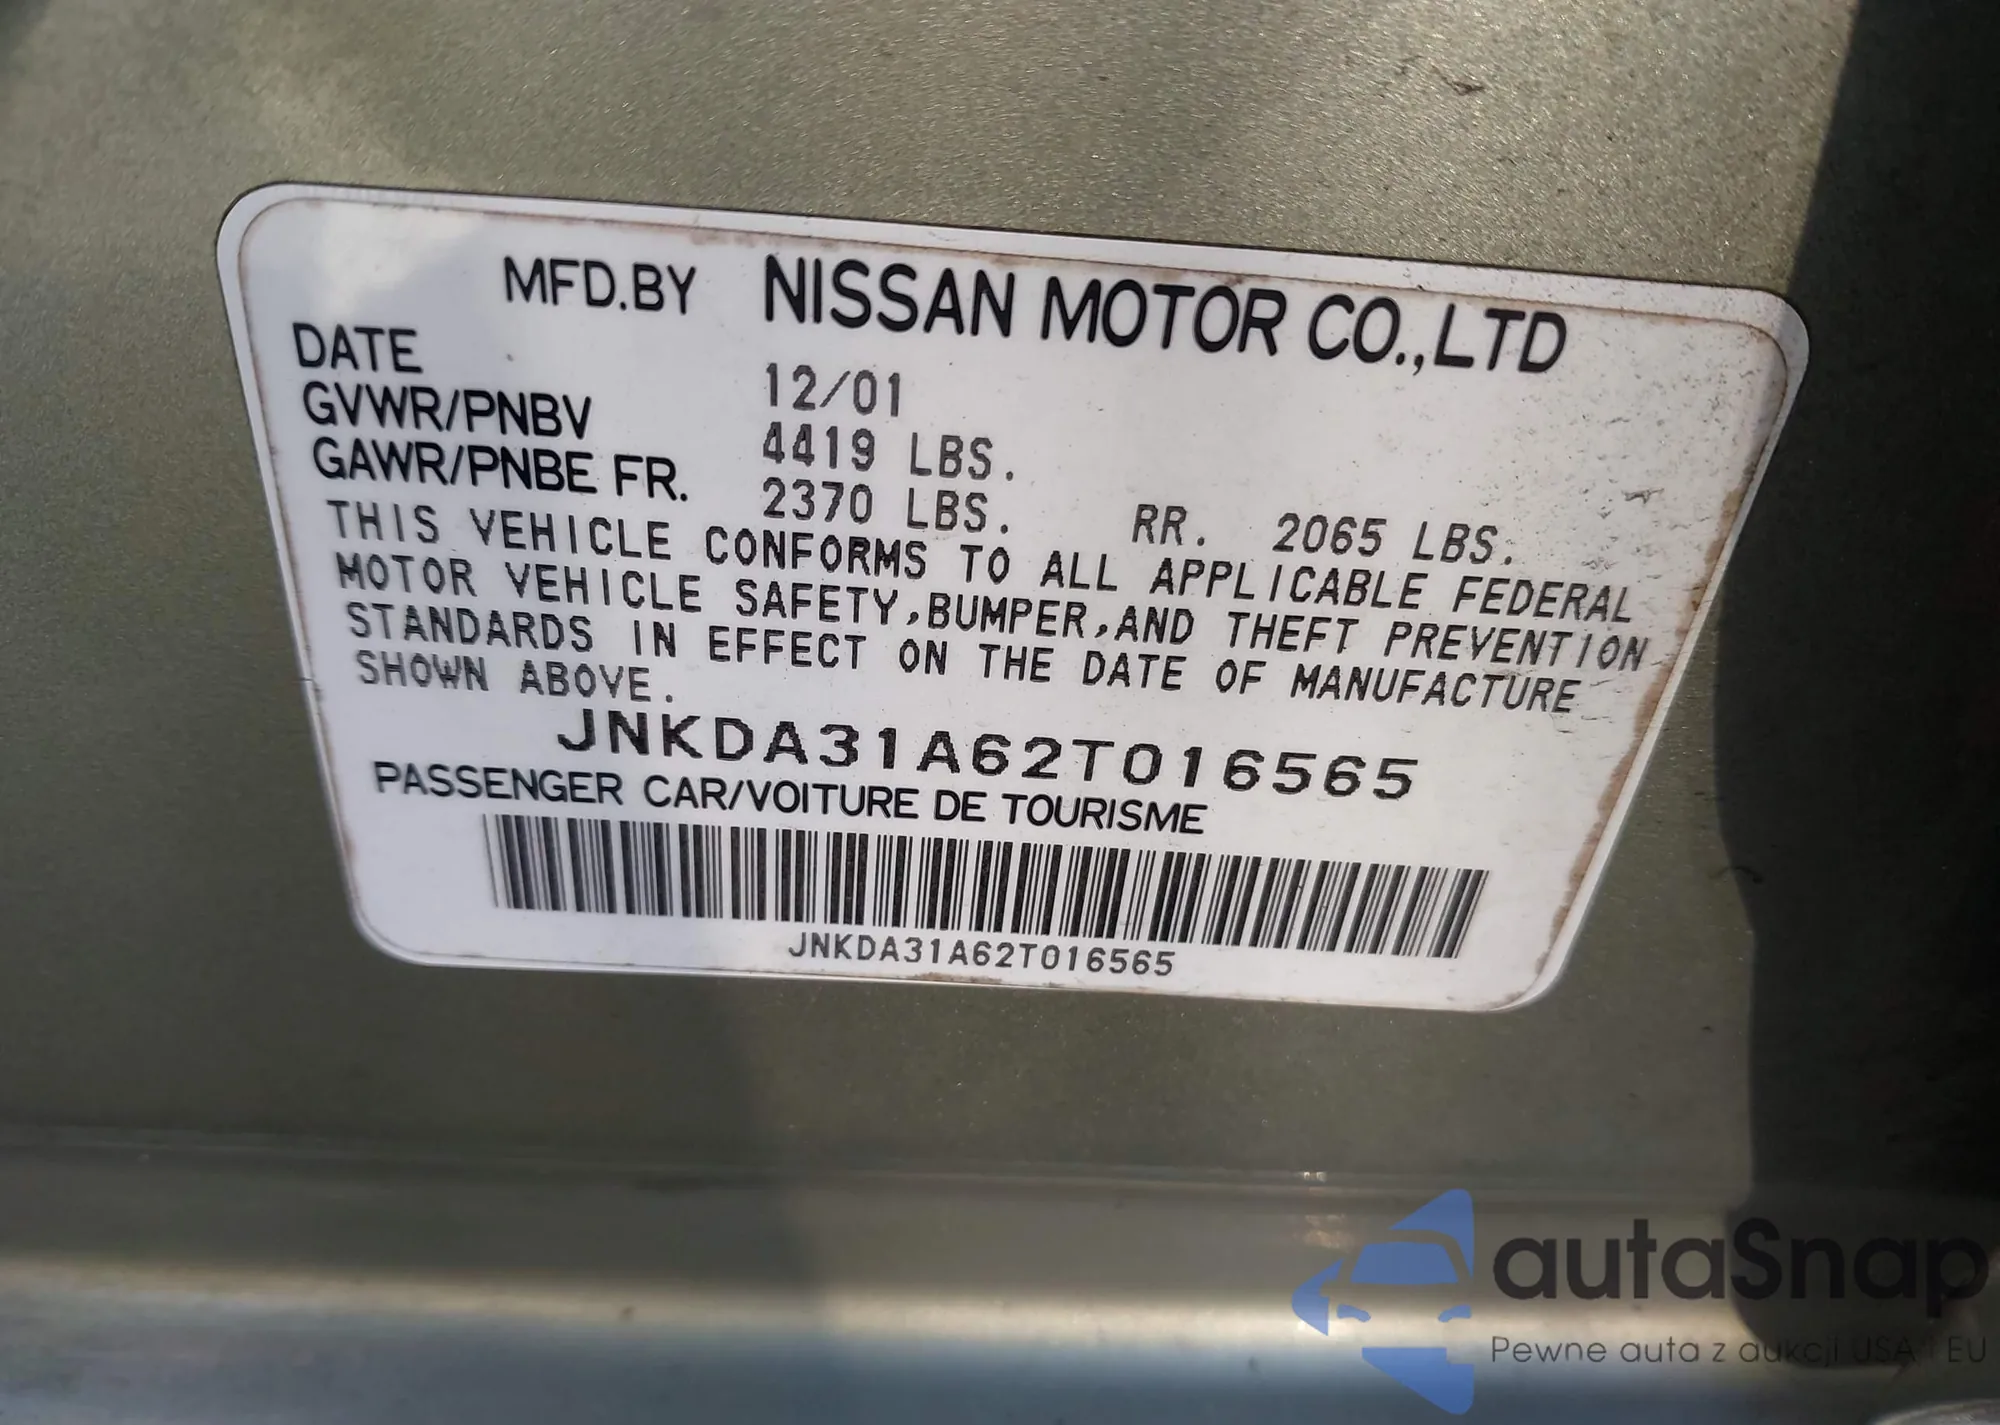 MFD.BY NISSAN MOTOR CO.,LTD
DATE 12/01
GVWR/PNBV 4419 LBS.
GAWR/PNBE FR. 2370 LBS. RR. 2065 LBS.
THIS VEHICLE CONFORMS TO ALL APPLICABLE FEDERAL
MOTOR VEHICLE SAFETY,BUMPER,AND THEFT PREVENTION
STANDARDS IN EFFECT ON THE DATE OF MANUFACTURE
SHOWN ABOVE.
JNKDA31A62T016565
PASSENGER CAR/VOITURE DE TOURISME
JNKDA31A62T016565
autaSnap
Pewne auta z aukcji USA i EU